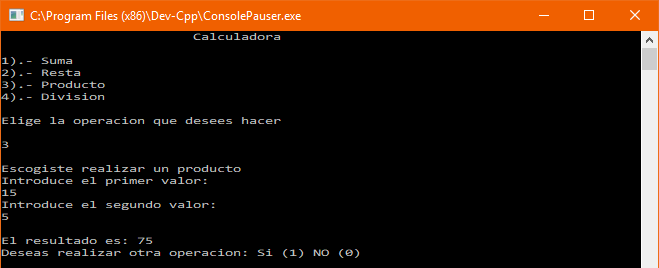 C:\Program Files (x86)\Dev-Cpp\ConsolePauser.exe
Calculadora
1).- Suma
2).- Resta
3).- Producto
4).- Division
Elige la operacion que desees hacer
3
Escogiste realizar un producto
Introduce el primer valor:
15
Introduce el segundo valor:
5
El resultado es: 75
Deseas realizar otra operacion: Si (1) NO (0)